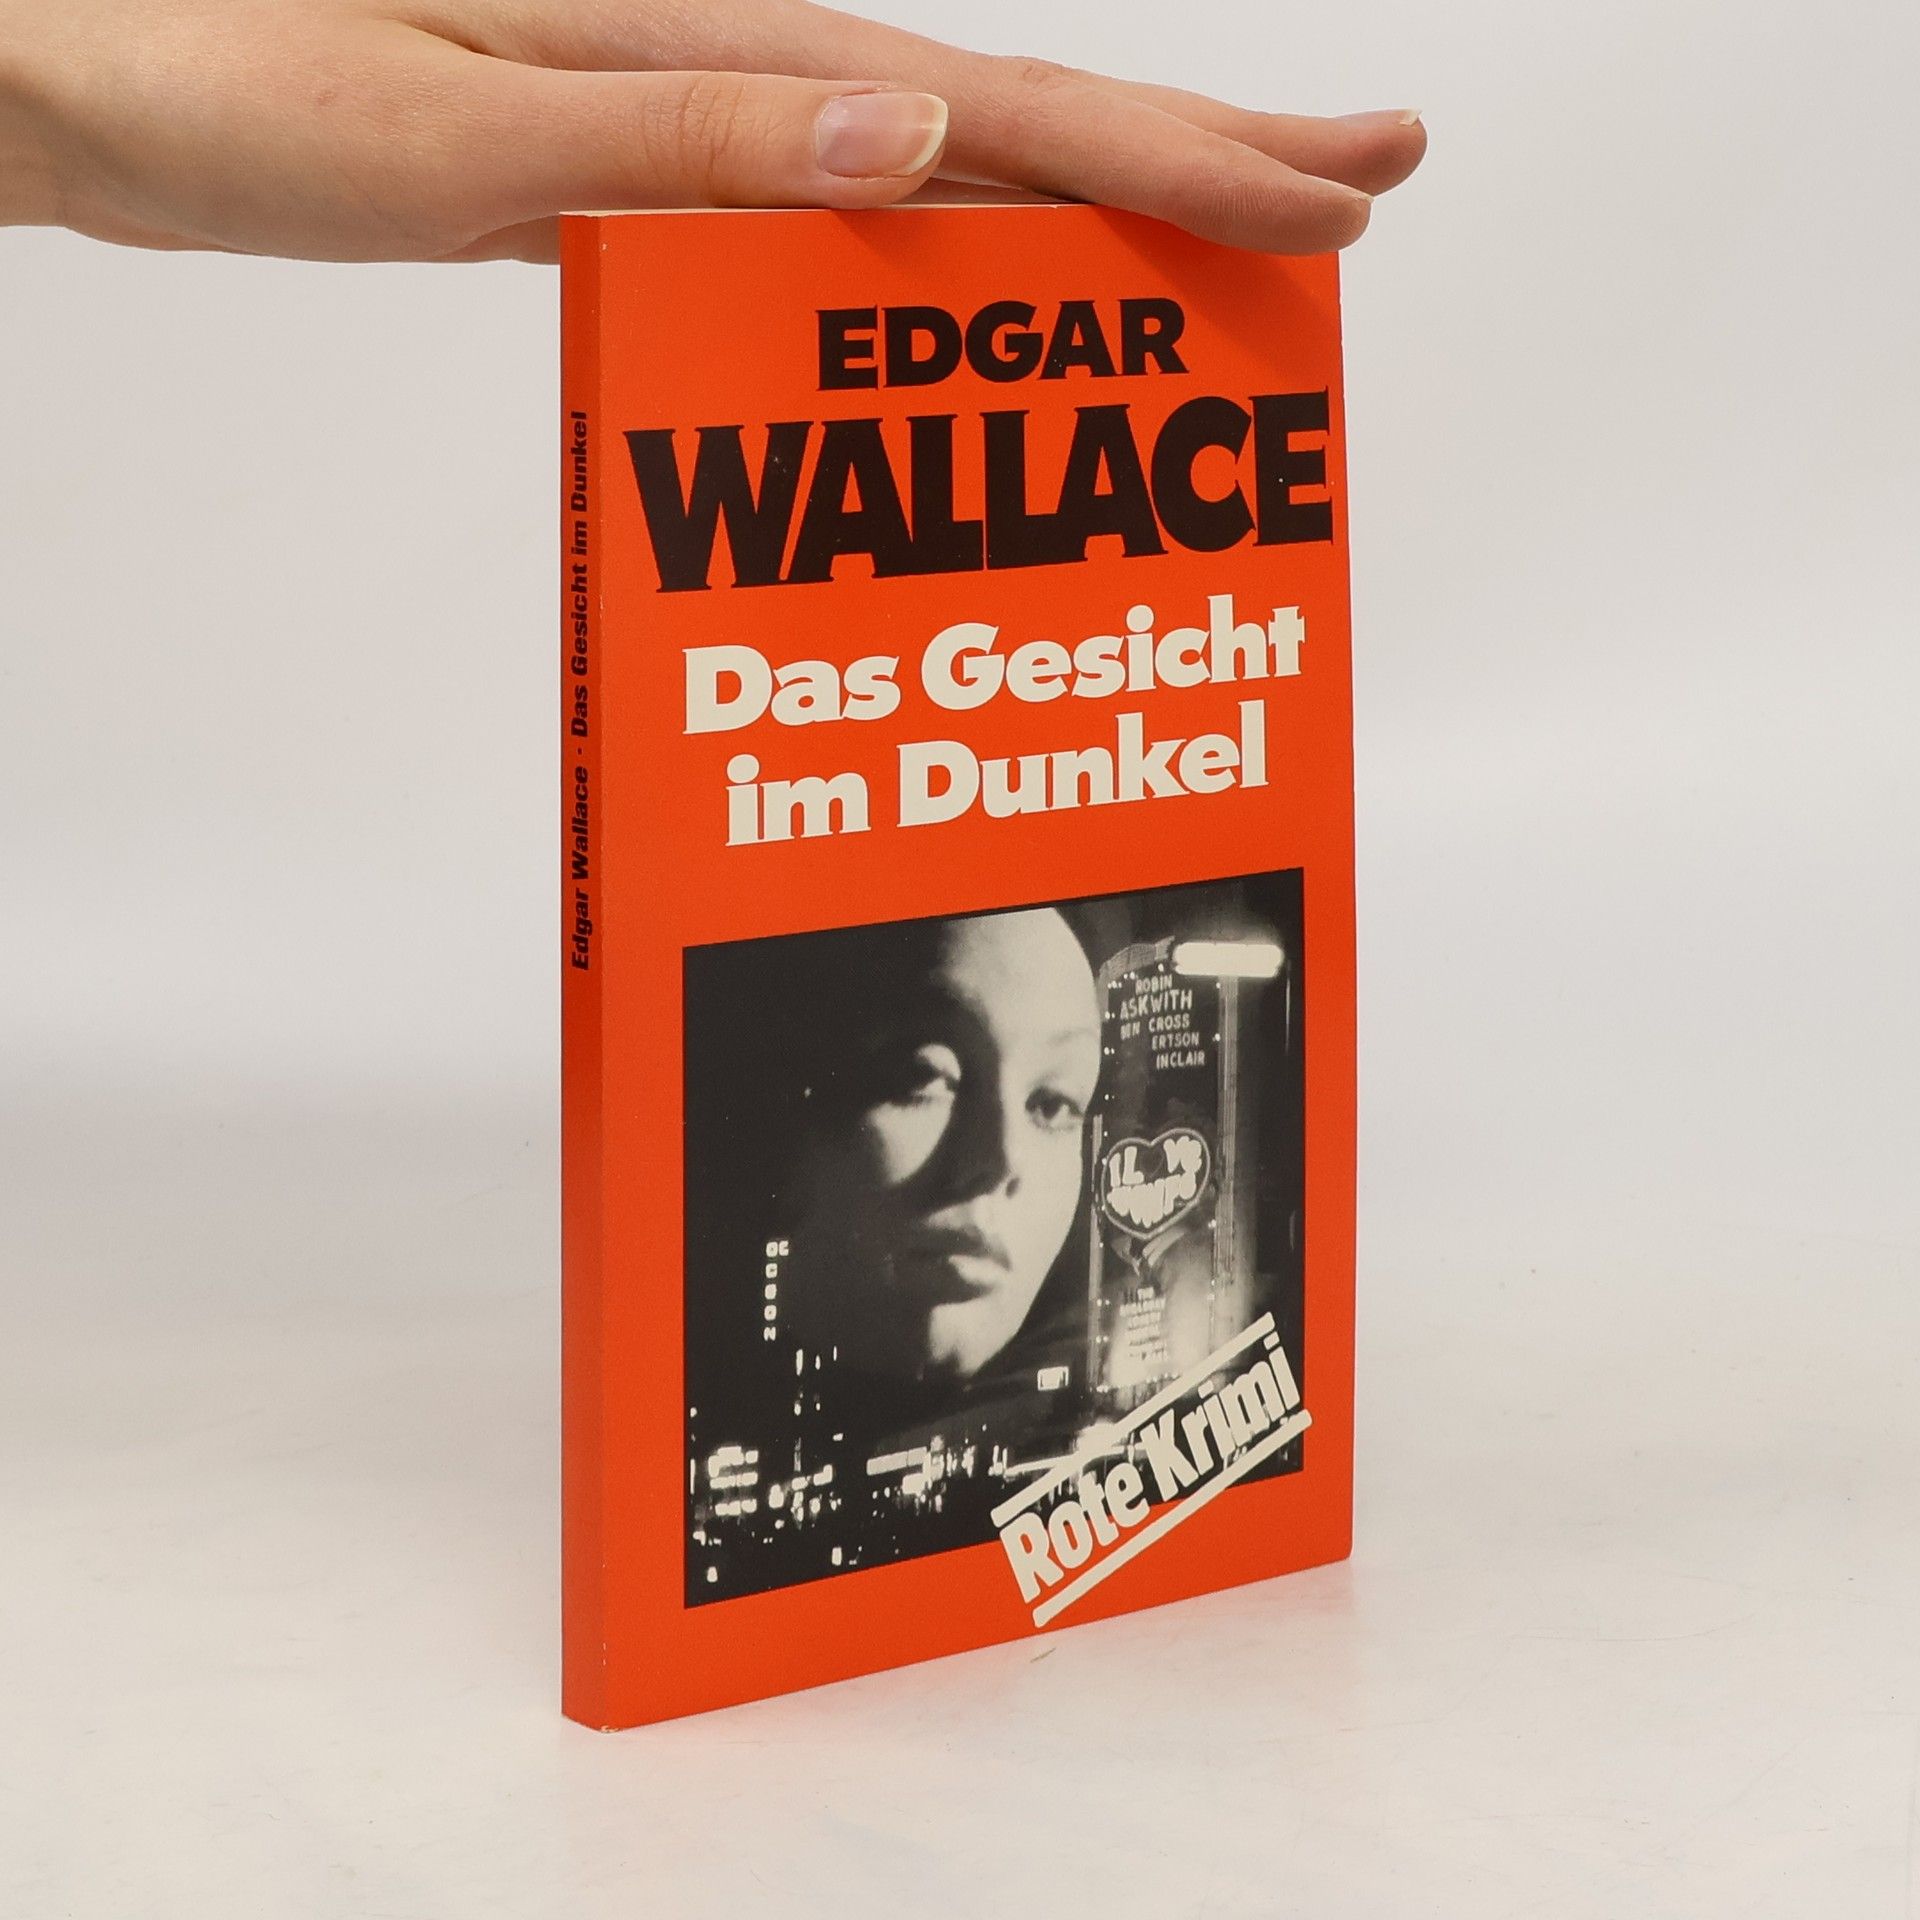 EDGAR
WALLACE
Das Gesicht
im Dunkel
Edgar Wallace · Das Gesicht im Dunkel
ROBIN
ASKWITH
BEN CROSS
ERTSON
INCLAIR
I LOVE
Rote Krimi